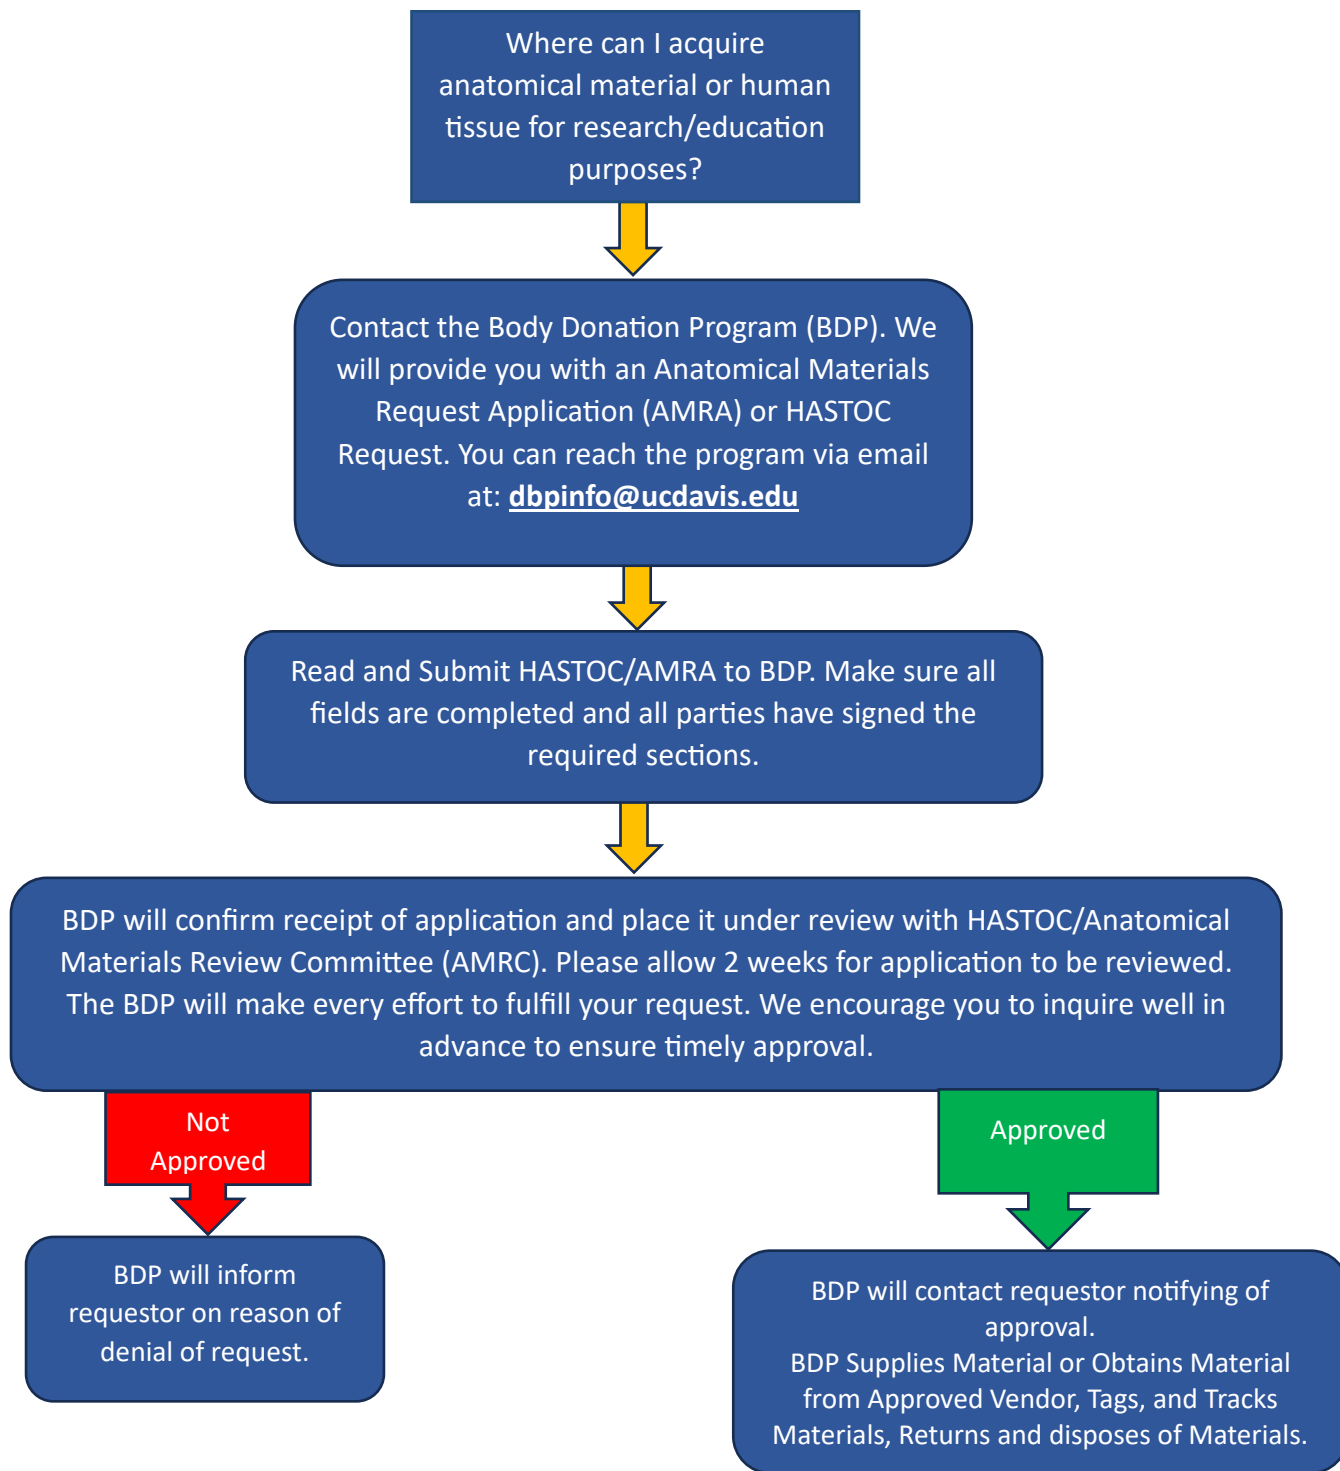 Where can I acquire
anatomical material or human
tissue for research/education
purposes?
Contact the Body Donation Program (BDP). We
will provide you with an Anatomical Materials
Request Application (AMRA) or HASTOC
Request. You can reach the program via email
at: dbpinfo@ucdavis.edu
Read and Submit HASTOC/AMRA to BDP. Make sure all
fields are completed and all parties have signed the
required sections.
BDP will confirm receipt of application and place it under review with HASTOC/Anatomical
Materials Review Committee (AMRC). Please allow 2 weeks for application to be reviewed.
The BDP will make every effort to fulfill your request. We encourage you to inquire well in
advance to ensure timely approval.
Not
Approved
Approved
BDP will inform
requestor on reason of
denial of request.
BDP will contact requestor notifying of
approval.
BDP Supplies Material or Obtains Material
from Approved Vendor, Tags, and Tracks
Materials, Returns and disposes of Materials.